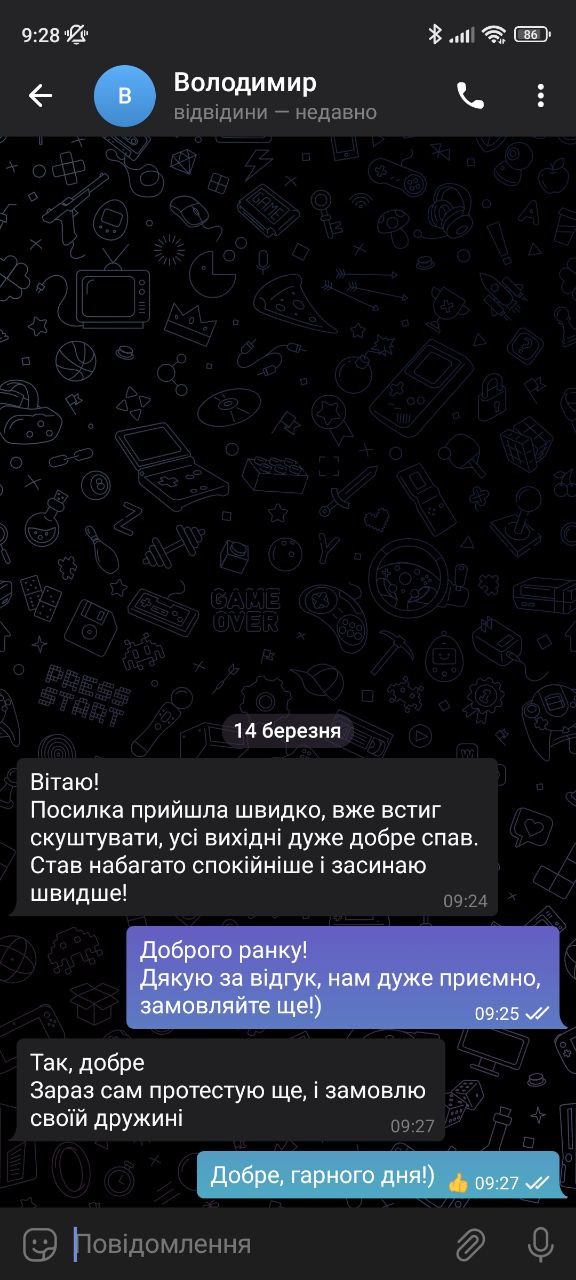 9:28
86
В
Володимир
відвідини — недавно
GAME
GAME
OVER
PRESS
START
14 березня
Вітаю!
Посилка прийшла швидко, вже встиг
скуштувати, усі вихідні дуже добре спав.
Став набагато спокійніше і засинаю
швидше!
09:24
Доброго ранку!
Дякую за відгук, нам дуже приємно,
замовляйте ще!)
09:25
Так, добре
Зараз сам протестую ще, і замовлю
своїй дружині
09:27
Добре, гарного дня!) 👍 09:27
Повідомлення